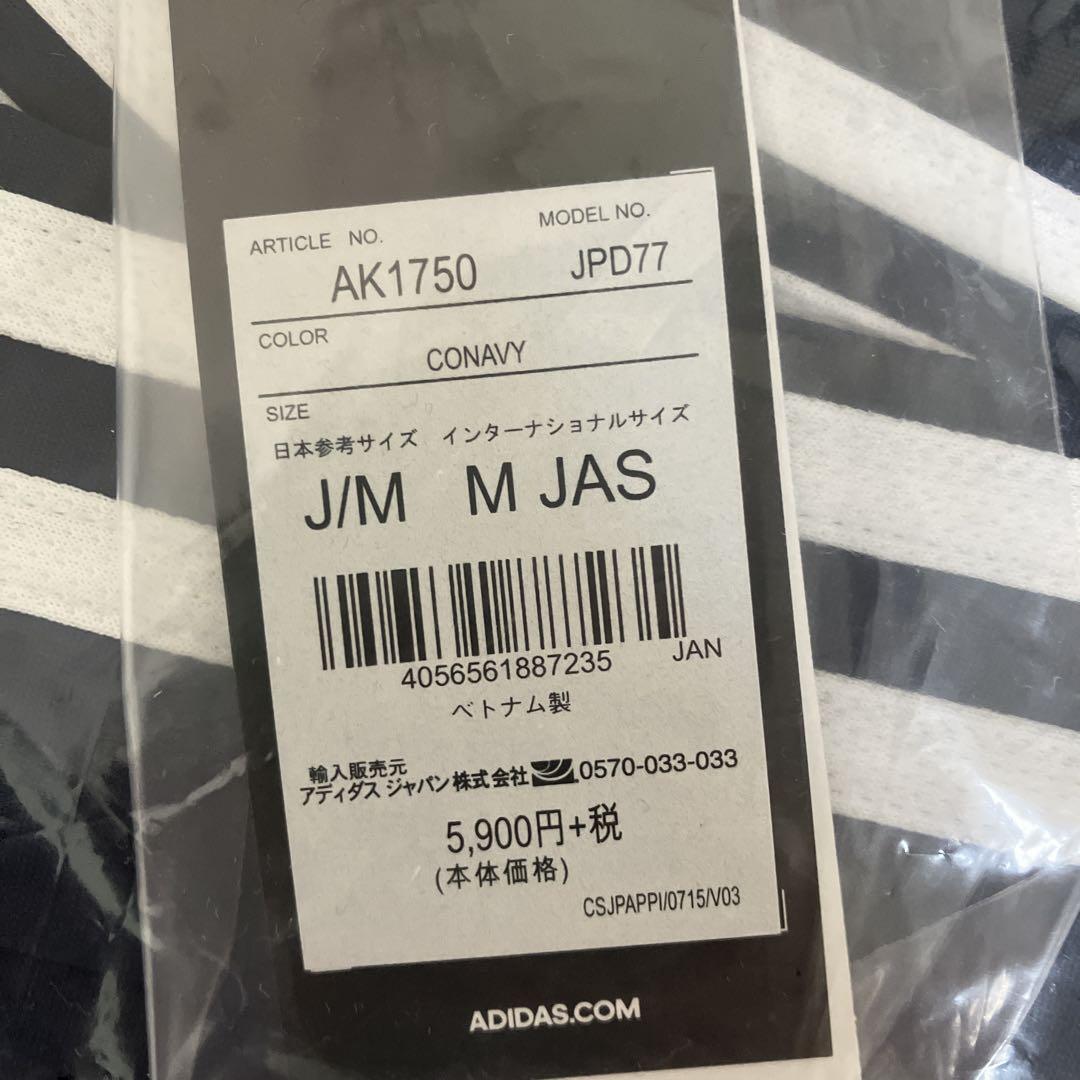 ARTICLE NO. MODEL NO.
AK1750 JPD77
COLOR
CONAVY
SIZE
日本参考サイズ インターナショナルサイズ
J/M M JAS
4056561887235 JAN
ベトナム製
輸入販売元
アディダス ジャパン株式会社 0570-033-033
5,900円+税
(本体価格)
CSJPAPPI/0715/V03
ADIDAS.COM